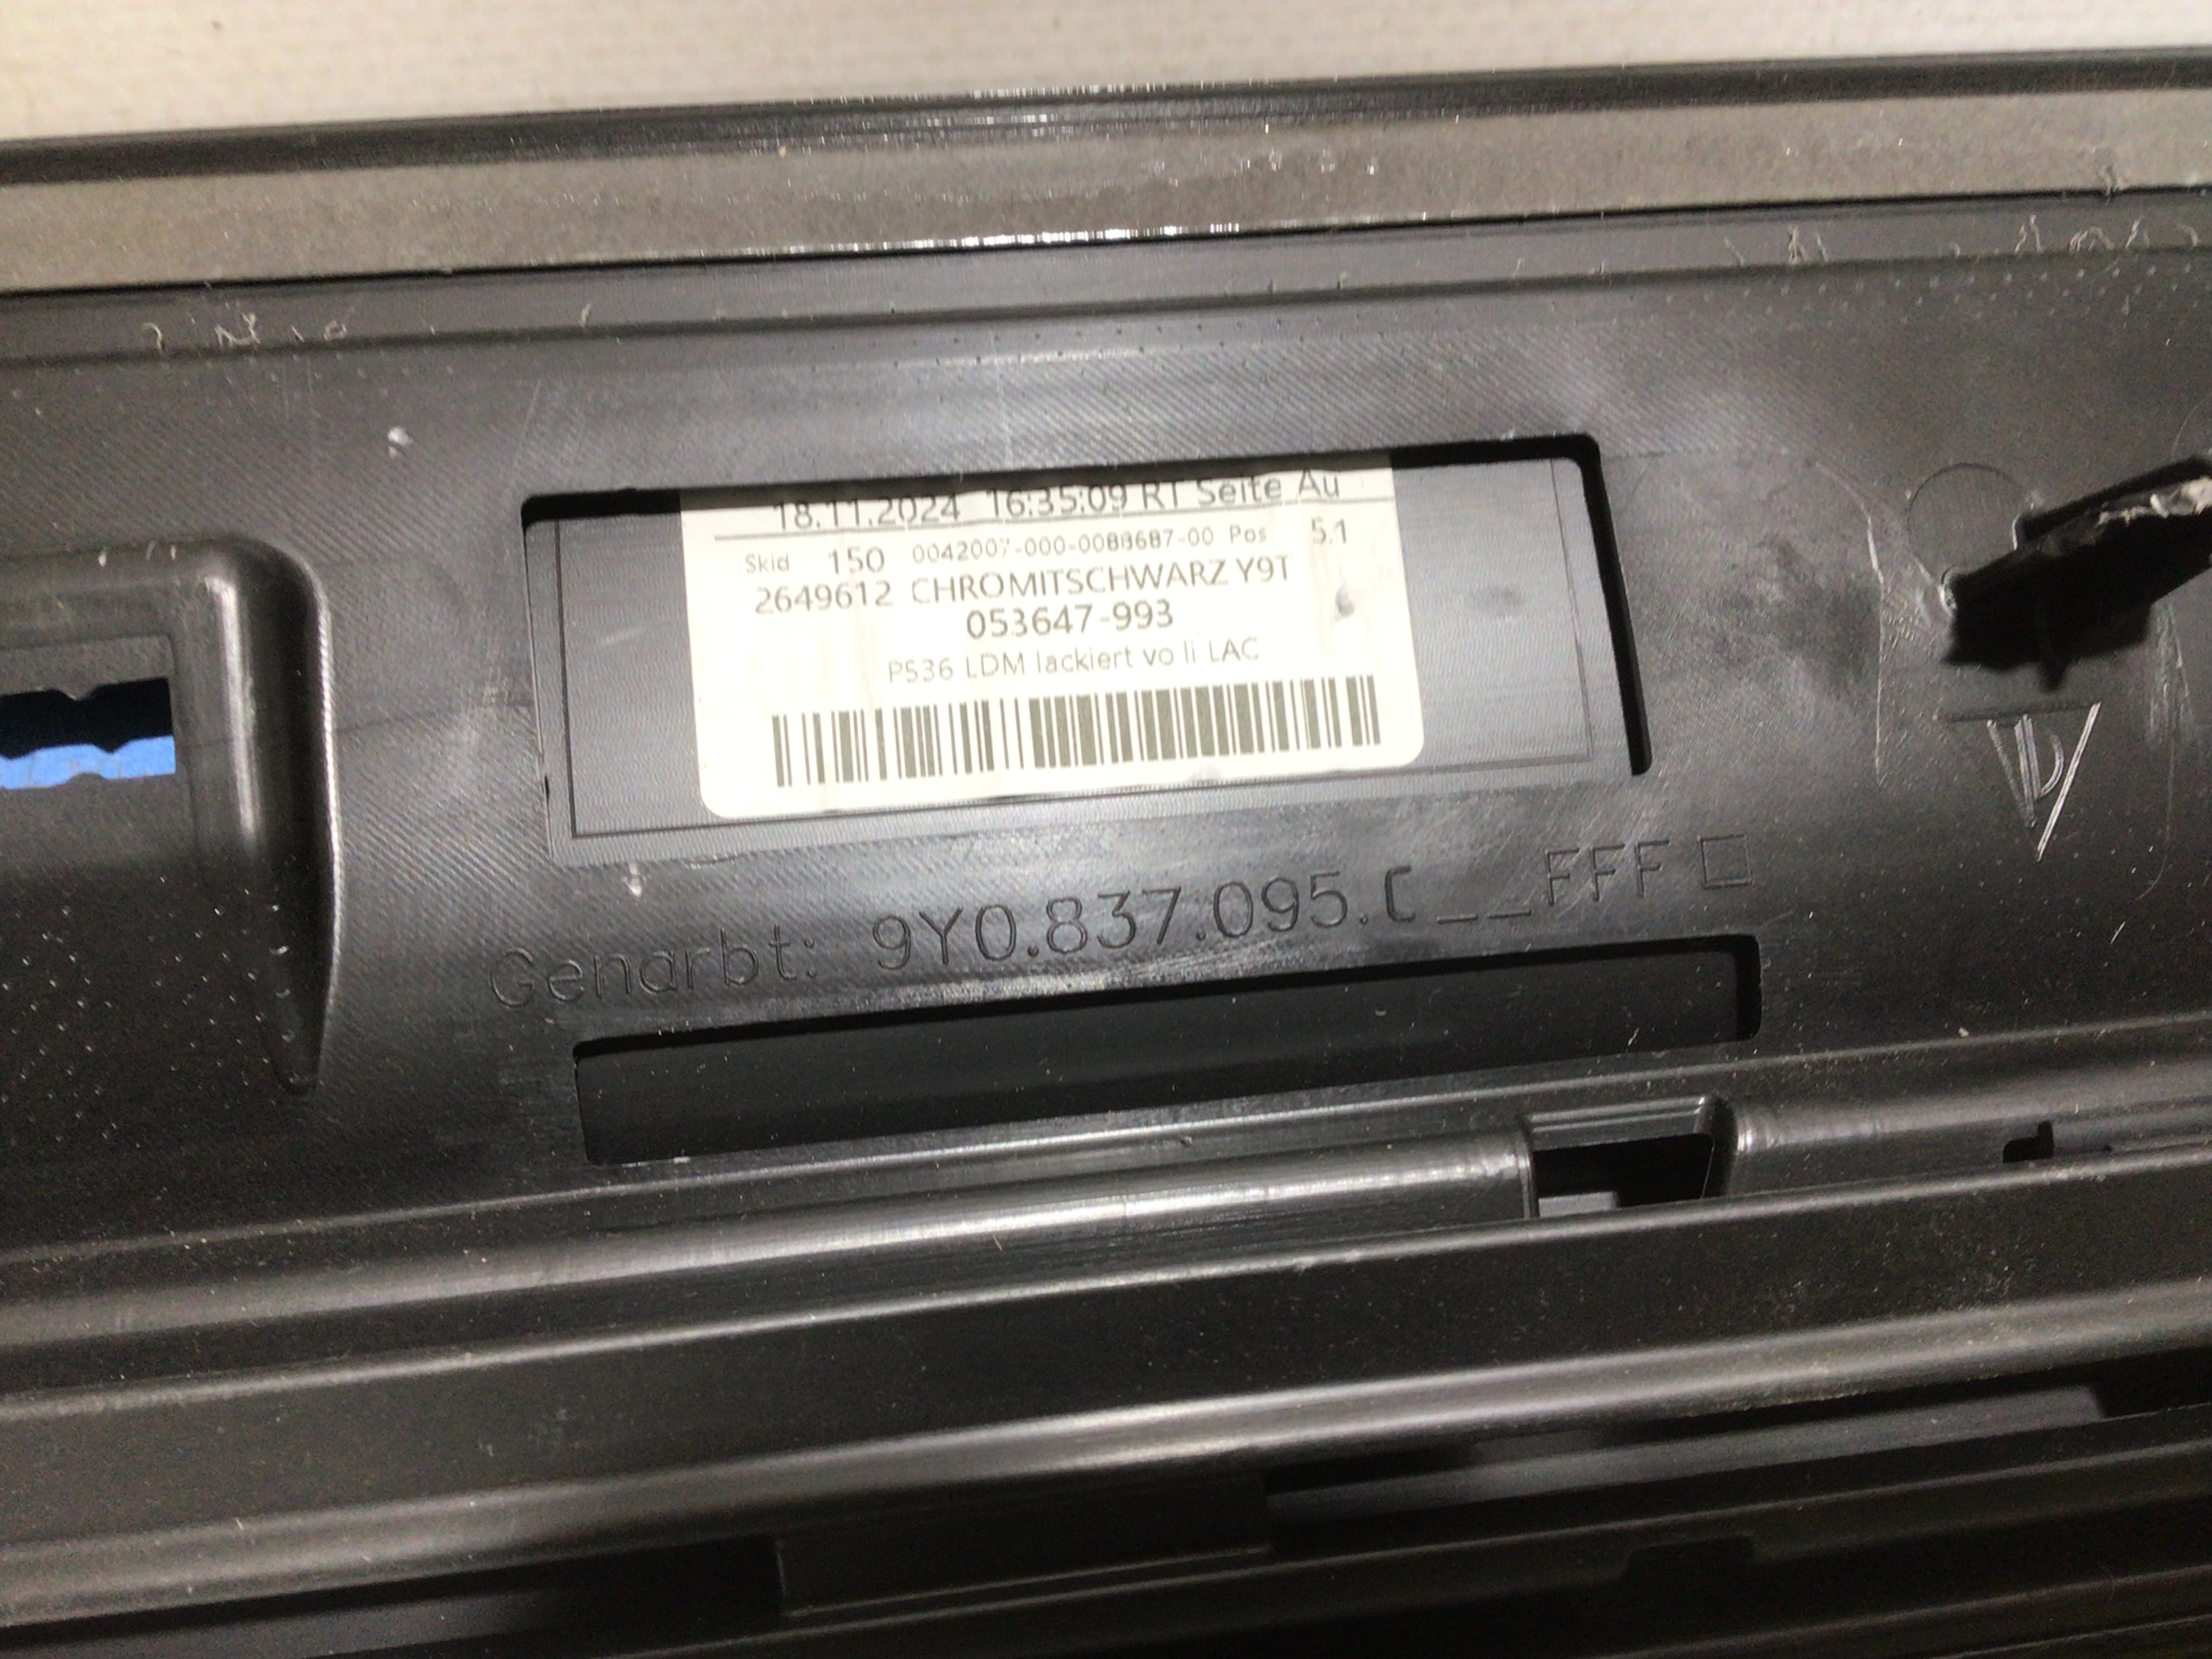 18.11.2024 16:35:09 RT Seite Au
Skid 150 0042007-000-0088687-00 Pos 5.1
2649612 CHROMITSCHWARZ Y9T
053647-993
PS36 LDM lackiert vo li LAC
Genarbt: 9Y0.837.095.C__FFF